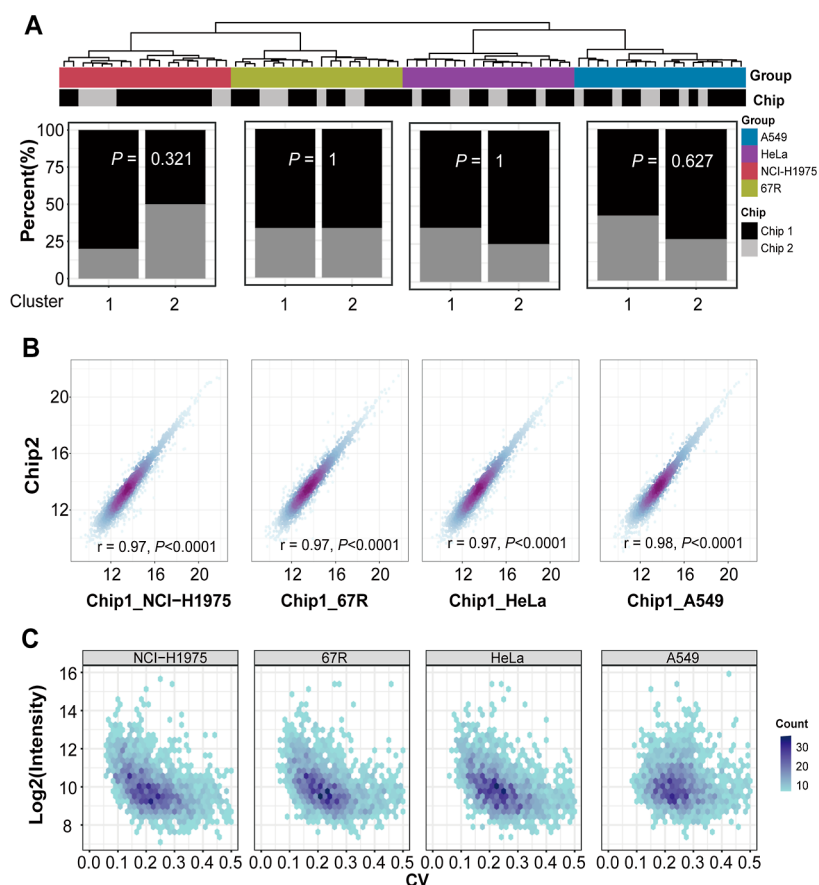 A
Group
Chip
100
75
50
25
0
Percent(%)
P = 0.321
P = 1
P = 1
P = 0.627
Cluster
1 2
1 2
1 2
1 2
Group
A549
HeLa
NCI-H1975
67R
Chip
Chip 1
Chip 2
B
20
16
12
Chip2
r = 0.97, P<0.0001
r = 0.97, P<0.0001
r = 0.97, P<0.0001
r = 0.98, P<0.0001
12 16 20
12 16 20
12 16 20
12 16 20
Chip1_NCI−H1975
Chip1_67R
Chip1_HeLa
Chip1_A549
C
NCI−H1975
67R
HeLa
A549
16
14
12
10
8
Log2(Intensity)
0.0 0.1 0.2 0.3 0.4 0.5
0.0 0.1 0.2 0.3 0.4 0.5
0.0 0.1 0.2 0.3 0.4 0.5
0.0 0.1 0.2 0.3 0.4 0.5
CV
Count
30
20
10